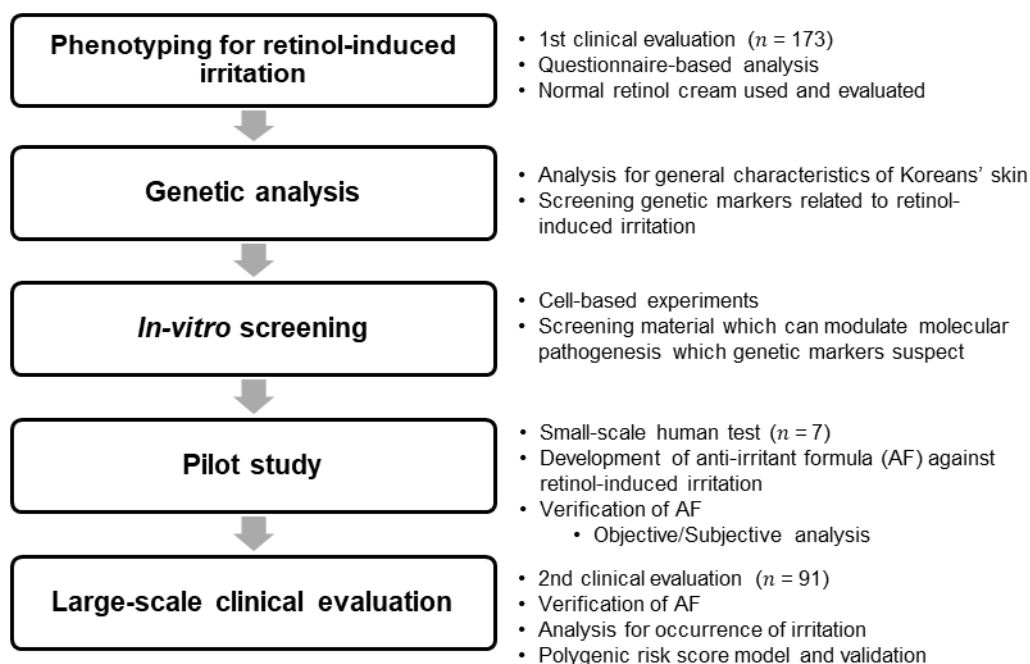 Phenotyping for retinol-induced
irritation
• 1st clinical evaluation (n = 173)
• Questionnaire-based analysis
• Normal retinol cream used and evaluated
Genetic analysis
• Analysis for general characteristics of Koreans’ skin
• Screening genetic markers related to retinol-
induced irritation
In-vitro screening
• Cell-based experiments
• Screening material which can modulate molecular
pathogenesis which genetic markers suspect
Pilot study
• Small-scale human test (n = 7)
• Development of anti-irritant formula (AF) against
retinol-induced irritation
• Verification of AF
• Objective/Subjective analysis
Large-scale clinical evaluation
• 2nd clinical evaluation (n = 91)
• Verification of AF
• Analysis for occurrence of irritation
• Polygenic risk score model and validation